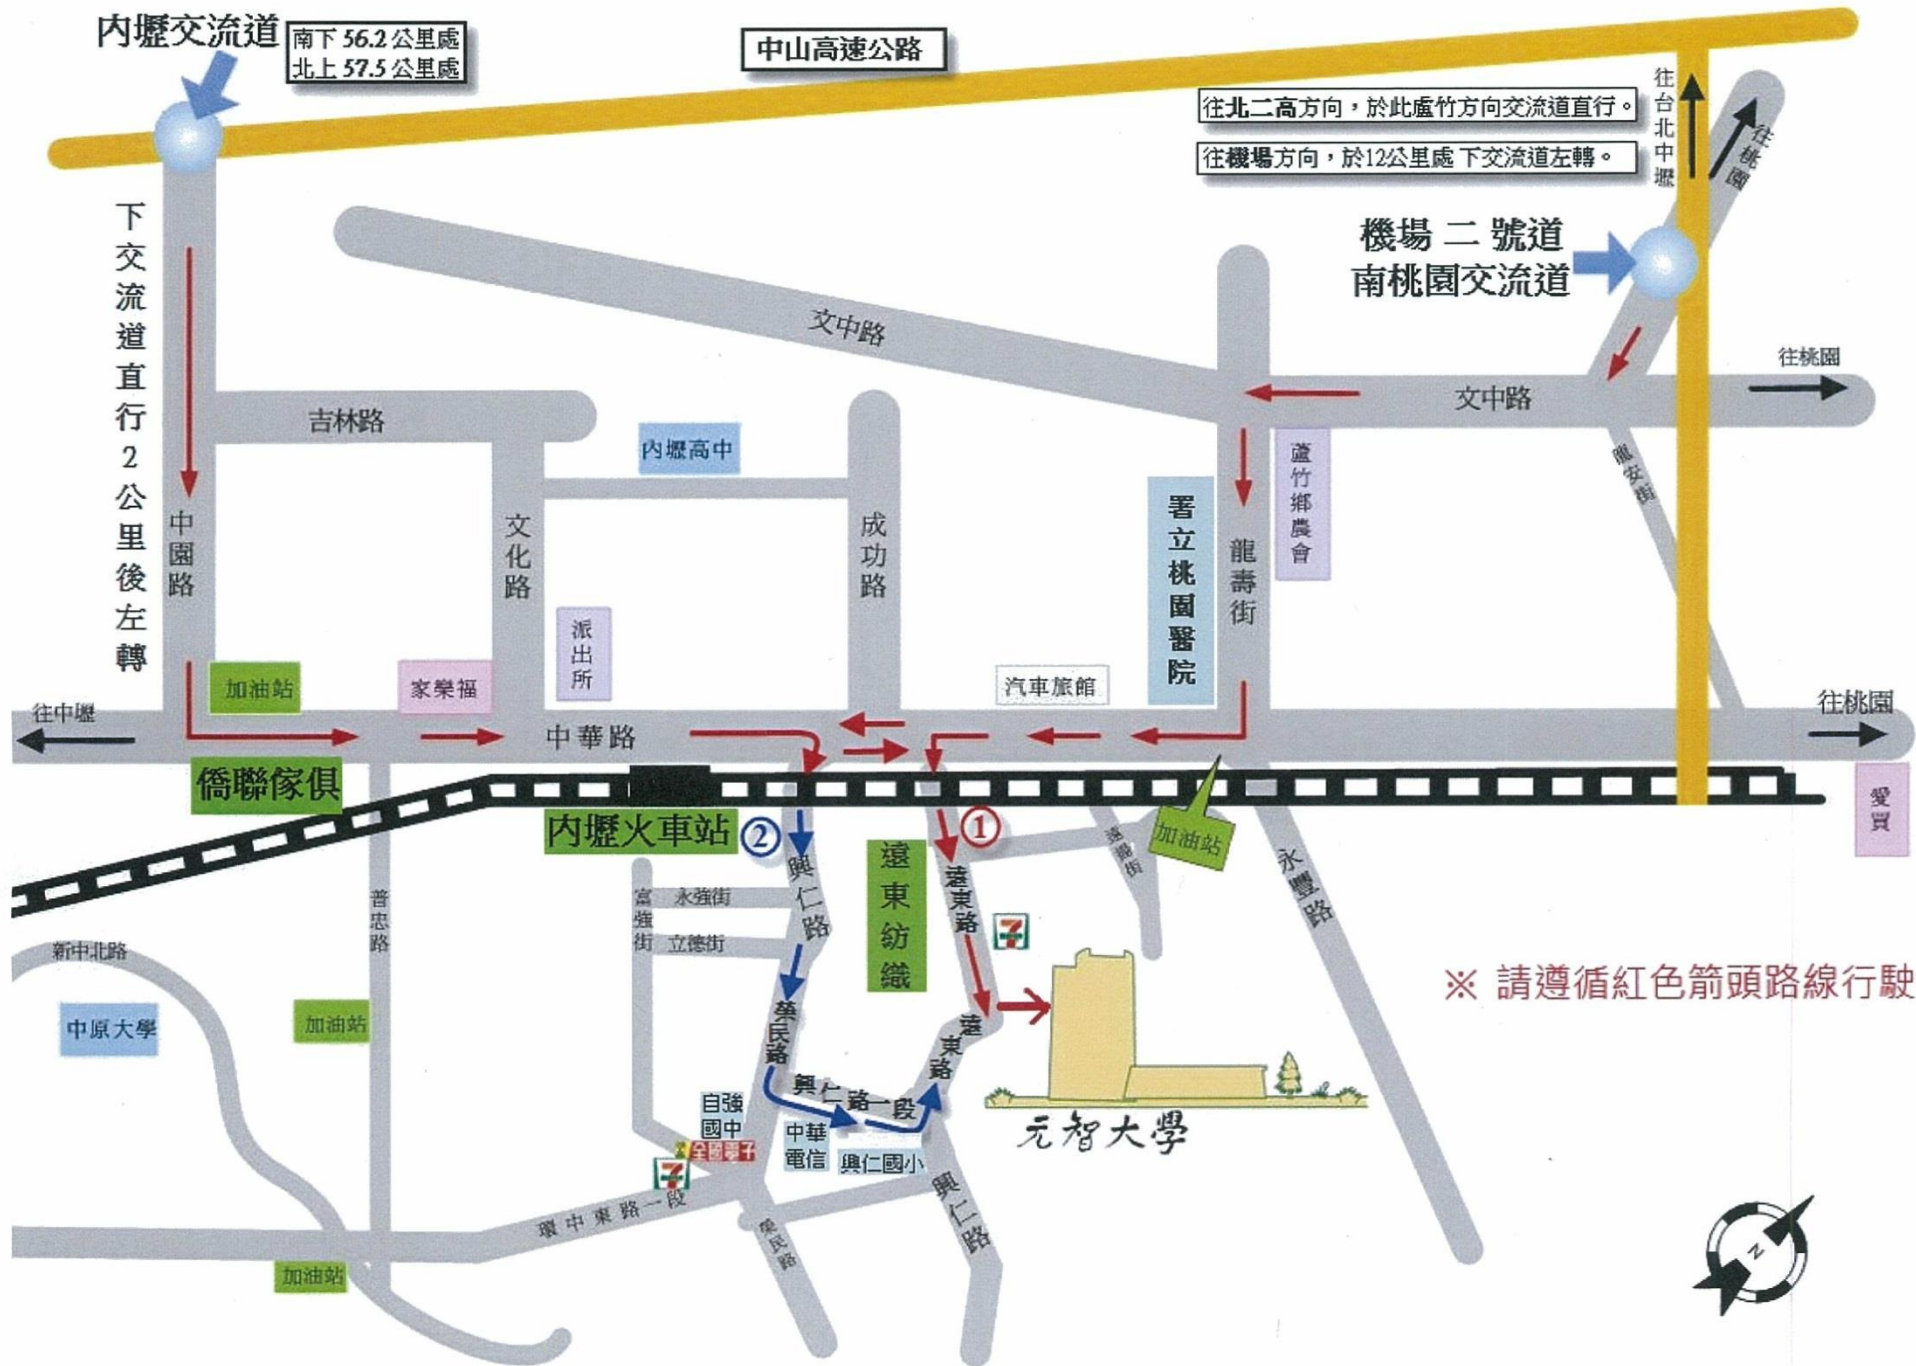 內壢交流道
南下 56.2 公里處
北上 57.5 公里處
中山高速公路
往北二高方向，於此盧竹方向交流道直行。
往機場方向，於12公里處 下交流道左轉。
往台北中壢
往桃園
機場 二 號道
南桃園交流道
下交流道直行2公里後左轉
文中路
往桃園
文中路
吉林路
內壢高中
蘆竹鄉農會
龍安街
署立桃園醫院
龍壽街
中園路
文化路
成功路
派出所
加油站
家樂福
汽車旅館
往中壢
中華路
往桃園
僑聯傢俱
內壢火車站
②
①
遠東紡織
加油站
愛買
興仁路
遠東路
永豐路
普忠路
富強街
永強街
立德街
新中北路
7
中原大學
加油站
榮民路
遠東路
※ 請遵循紅色箭頭路線行駛
興仁路一段
自強
國中
全國電子
7
中華
電信
興仁國小
元智大學
環中東路一段
榮民路
興仁路
加油站
N